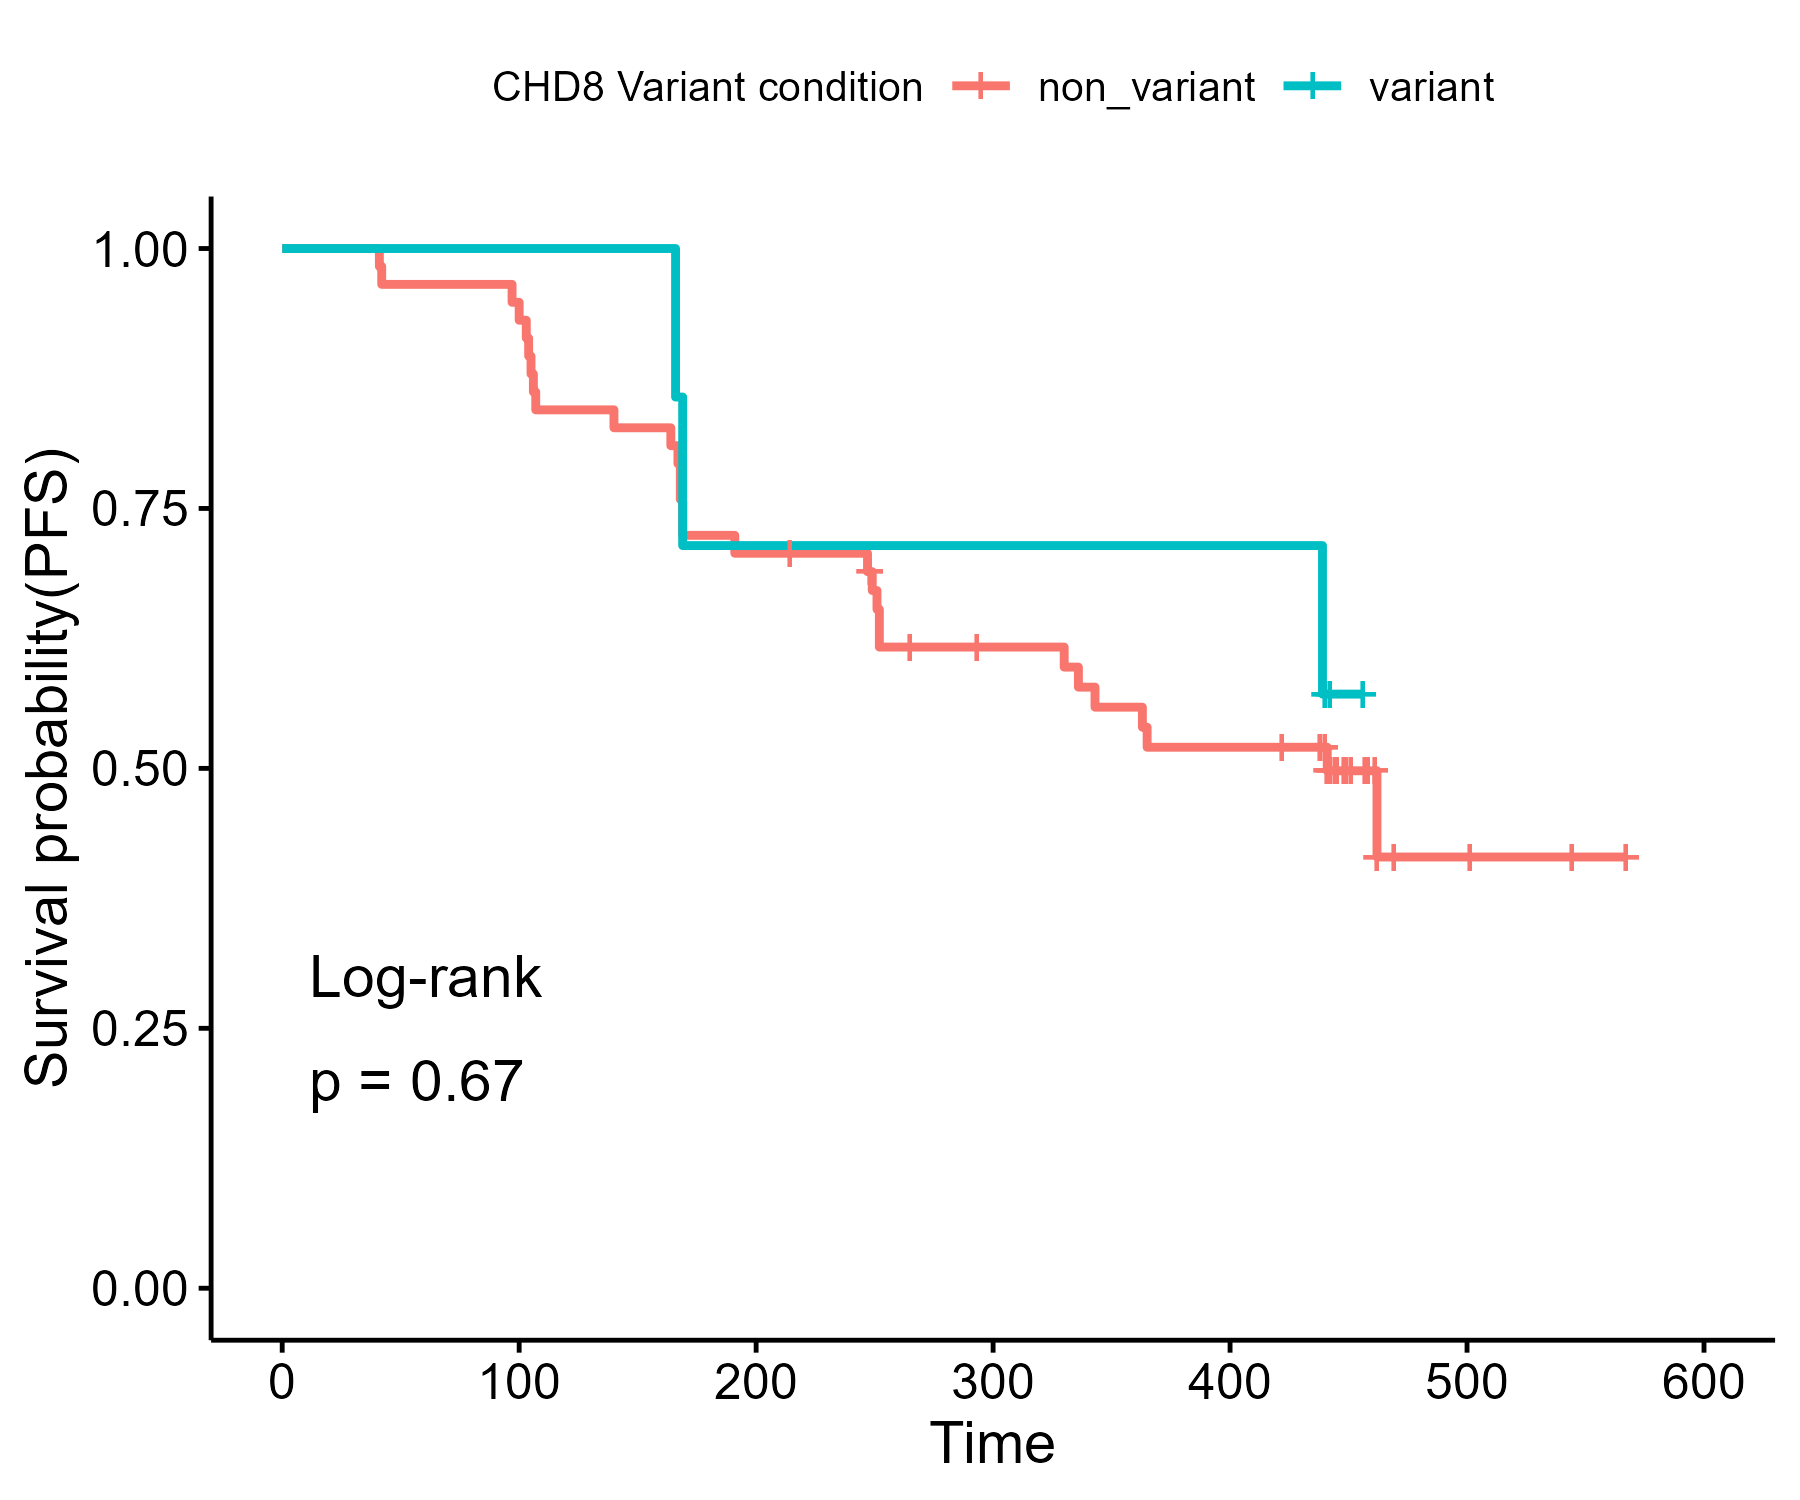 CHD8 Variant condition non_variant variant
Survival probability(PFS)
1.00
0.75
0.50
0.25
0.00
Log-rank
p = 0.67
0 100 200 300 400 500 600
Time